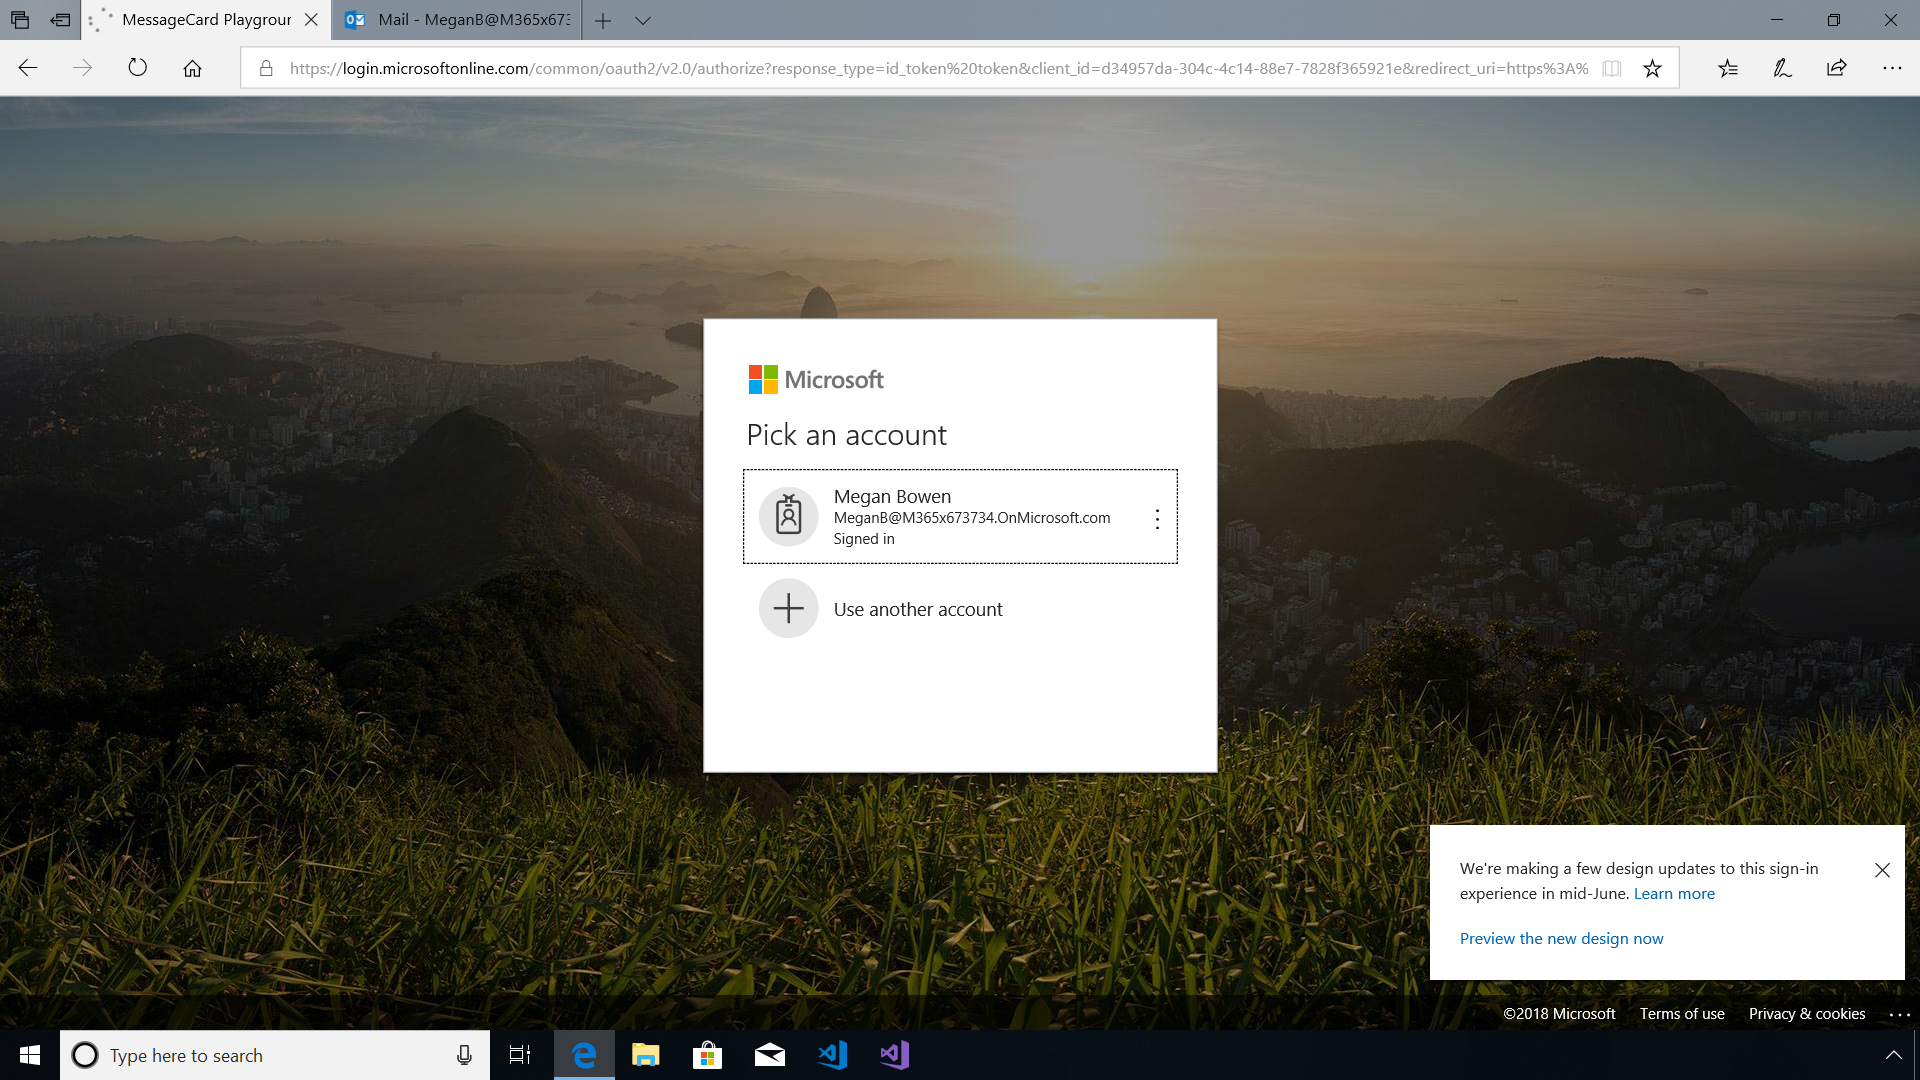 MessageCard Playgroun
Mail - MeganB@M365x673
https://login.microsoftonline.com/common/oauth2/v2.0/authorize?response_type=id_token%20token&client_id=d34957da-304c-4c14-88e7-7828f365921e&redirect_uri=https%3A%
Microsoft
Pick an account
Megan Bowen
MeganB@M365x673734.OnMicrosoft.com
Signed in
Use another account
We're making a few design updates to this sign-in
experience in mid-June. Learn more
Preview the new design now
©2018 Microsoft Terms of use Privacy & cookies
Type here to search